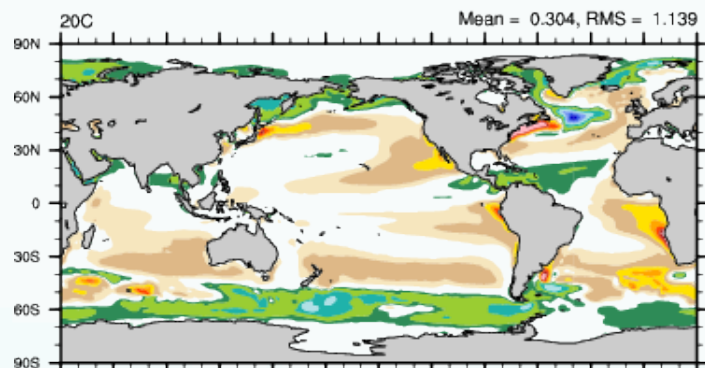 20C
Mean = 0.304, RMS = 1.139
90N
60N
30N
0
30S
60S
90S